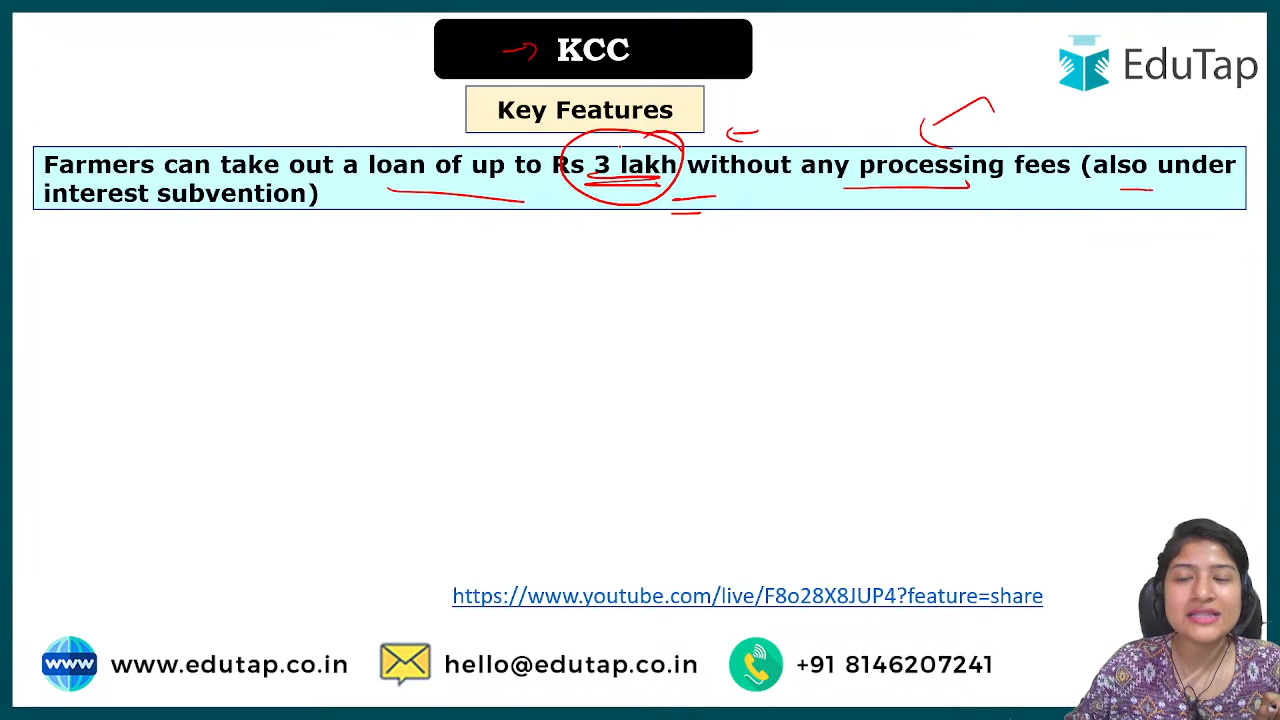 KCC
EduTap
Key Features
Farmers can take out a loan of up to Rs 3 lakh without any processing fees (also under
interest subvention)
https://www.youtube.com/live/F8o28X8JUP4?feature=share
www www.edutap.co.in hello@edutap.co.in +91 8146207241